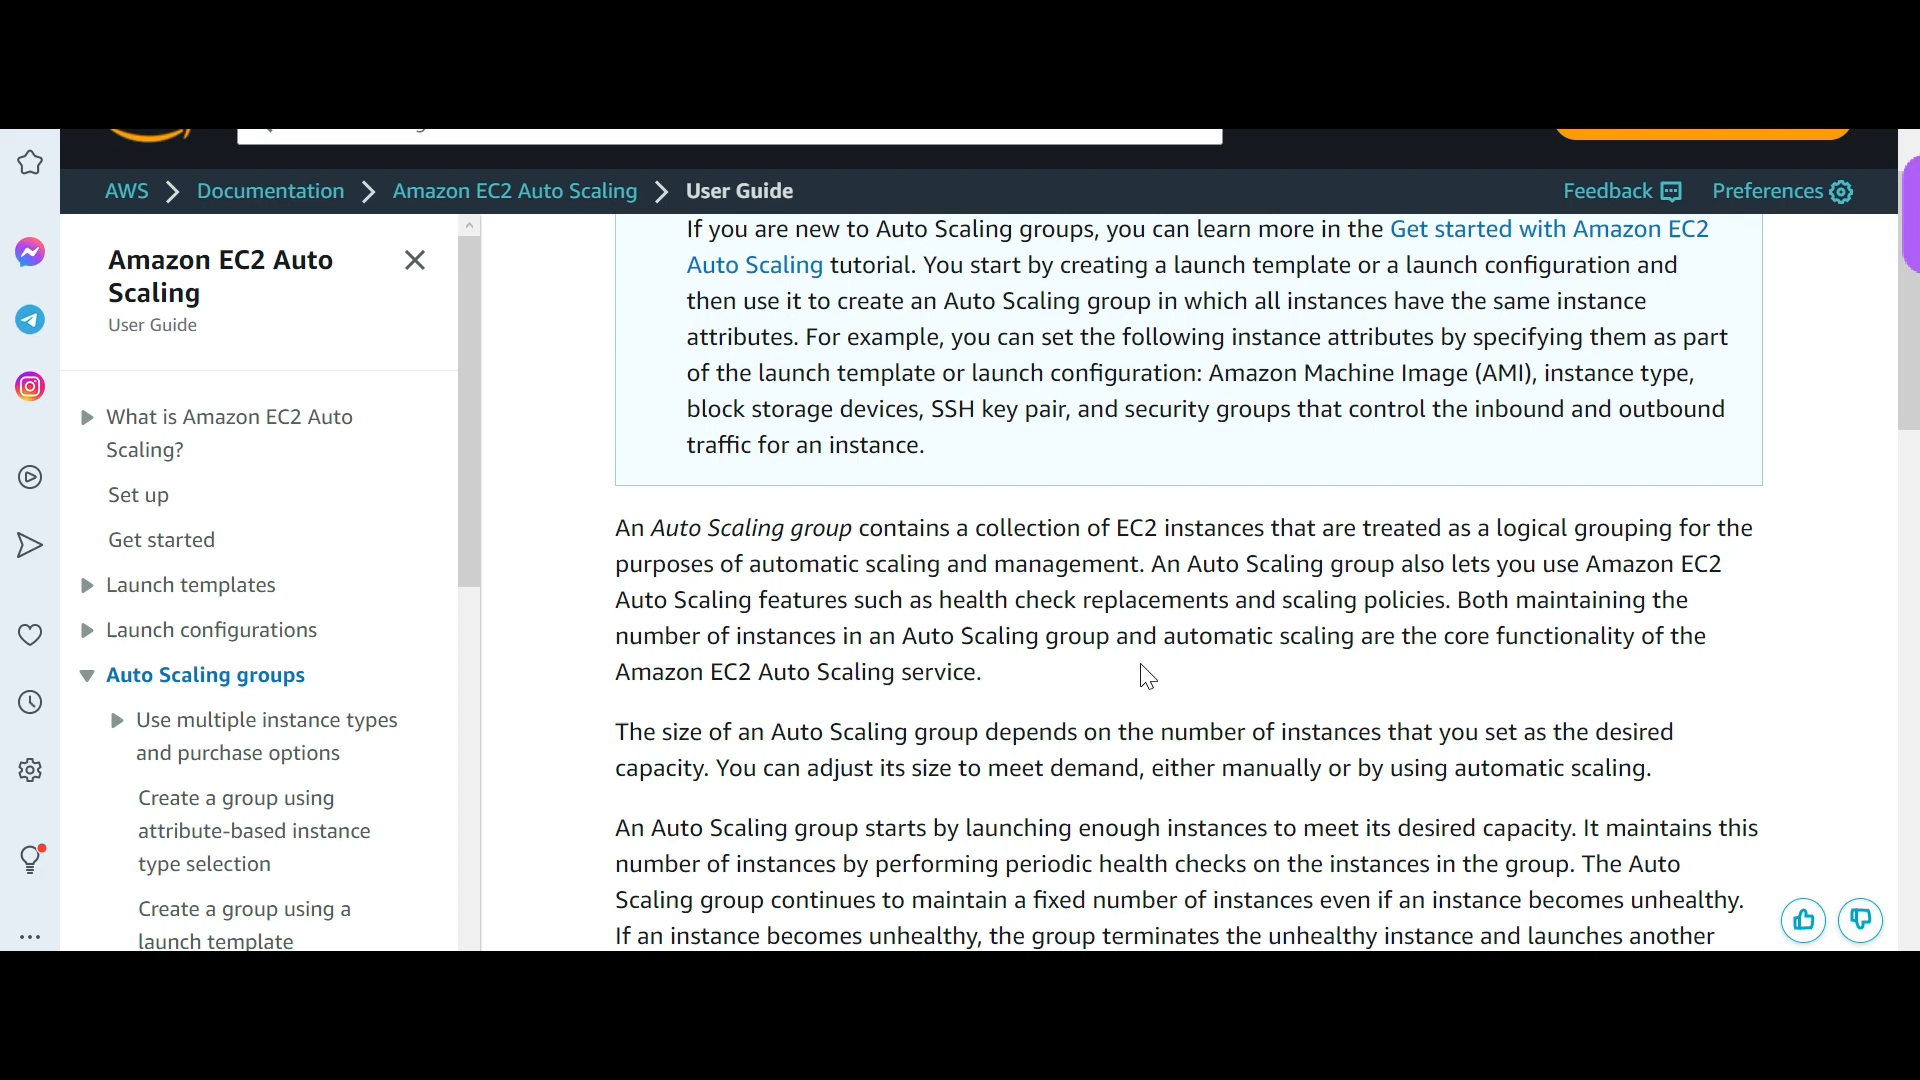 AWS > Documentation > Amazon EC2 Auto Scaling > User Guide
Feedback
Preferences
Amazon EC2 Auto
Scaling
User Guide
What is Amazon EC2 Auto
Scaling?
Set up
Get started
Launch templates
Launch configurations
Auto Scaling groups
Use multiple instance types
and purchase options
Create a group using
attribute-based instance
type selection
Create a group using a
launch template
If you are new to Auto Scaling groups, you can learn more in the Get started with Amazon EC2
Auto Scaling tutorial. You start by creating a launch template or a launch configuration and
then use it to create an Auto Scaling group in which all instances have the same instance
attributes. For example, you can set the following instance attributes by specifying them as part
of the launch template or launch configuration: Amazon Machine Image (AMI), instance type,
block storage devices, SSH key pair, and security groups that control the inbound and outbound
traffic for an instance.
An Auto Scaling group contains a collection of EC2 instances that are treated as a logical grouping for the
purposes of automatic scaling and management. An Auto Scaling group also lets you use Amazon EC2
Auto Scaling features such as health check replacements and scaling policies. Both maintaining the
number of instances in an Auto Scaling group and automatic scaling are the core functionality of the
Amazon EC2 Auto Scaling service.
The size of an Auto Scaling group depends on the number of instances that you set as the desired
capacity. You can adjust its size to meet demand, either manually or by using automatic scaling.
An Auto Scaling group starts by launching enough instances to meet its desired capacity. It maintains this
number of instances by performing periodic health checks on the instances in the group. The Auto
Scaling group continues to maintain a fixed number of instances even if an instance becomes unhealthy.
If an instance becomes unhealthy, the group terminates the unhealthy instance and launches another